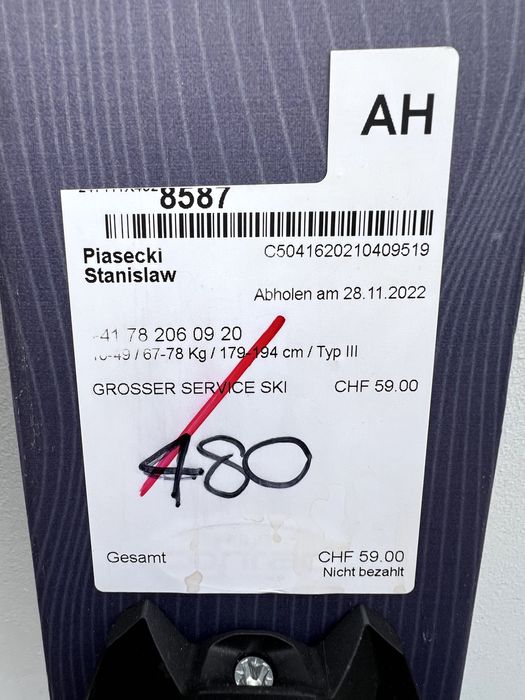 AH
8587
Piasecki
Stanislaw
C5041620210409519
Abholen am 28.11.2022
41 78 206 09 20
-49 / 67-78 Kg / 179-194 cm / Typ III
GROSSER SERVICE SKI CHF 59.00
480
Gesamt CHF 59.00
Nicht bezahlt